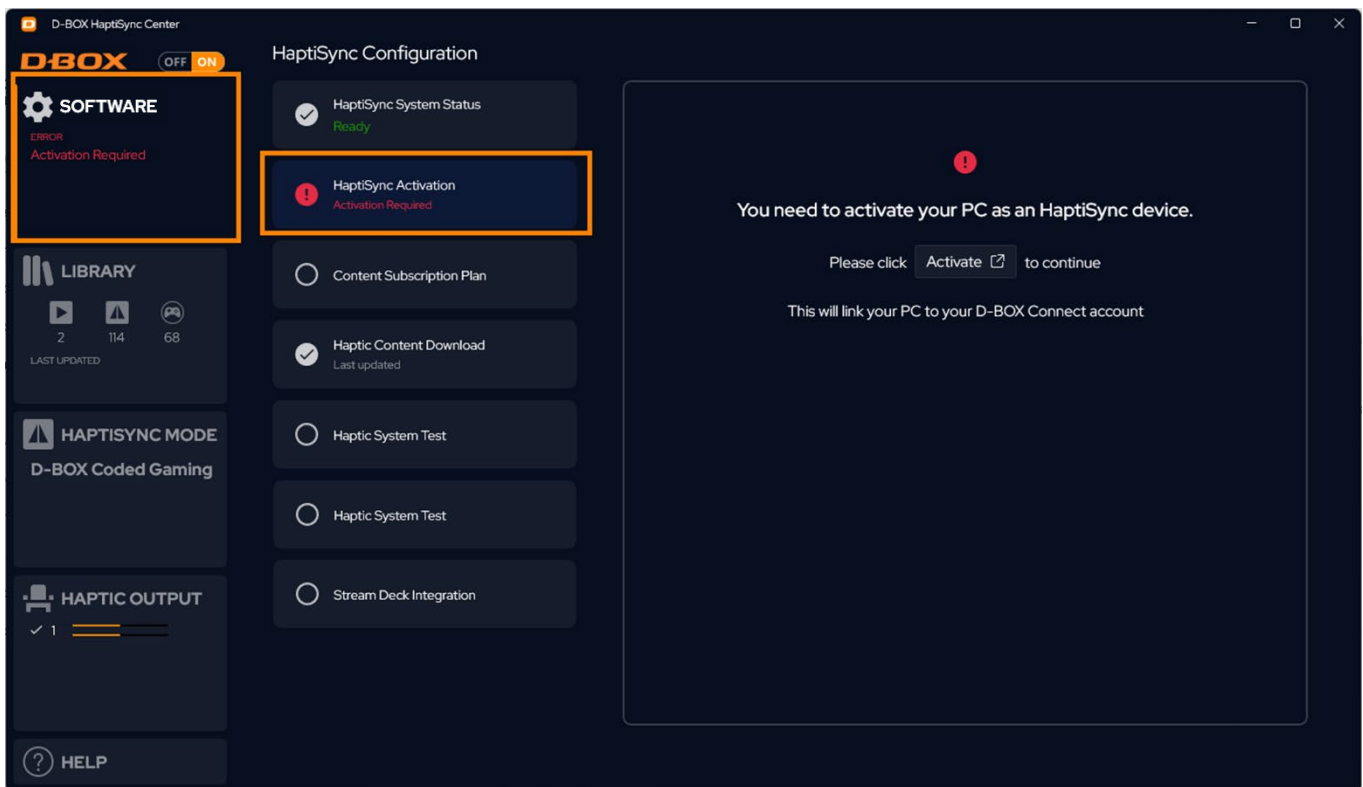 D-BOX HaptiSync Center
D-BOX
OFF ON
HaptiSync Configuration
SOFTWARE
ERROR
Activation Required
LIBRARY
2 114 68
LAST UPDATED
HAPTISYNC MODE
D-BOX Coded Gaming
HAPTIC OUTPUT
1
HELP
HaptiSync System Status
Ready
HaptiSync Activation
Activation Required
Content Subscription Plan
Haptic Content Download
Last updated
Haptic System Test
Haptic System Test
Stream Deck Integration
You need to activate your PC as an HaptiSync device.
Please click Activate to continue
This will link your PC to your D-BOX Connect account